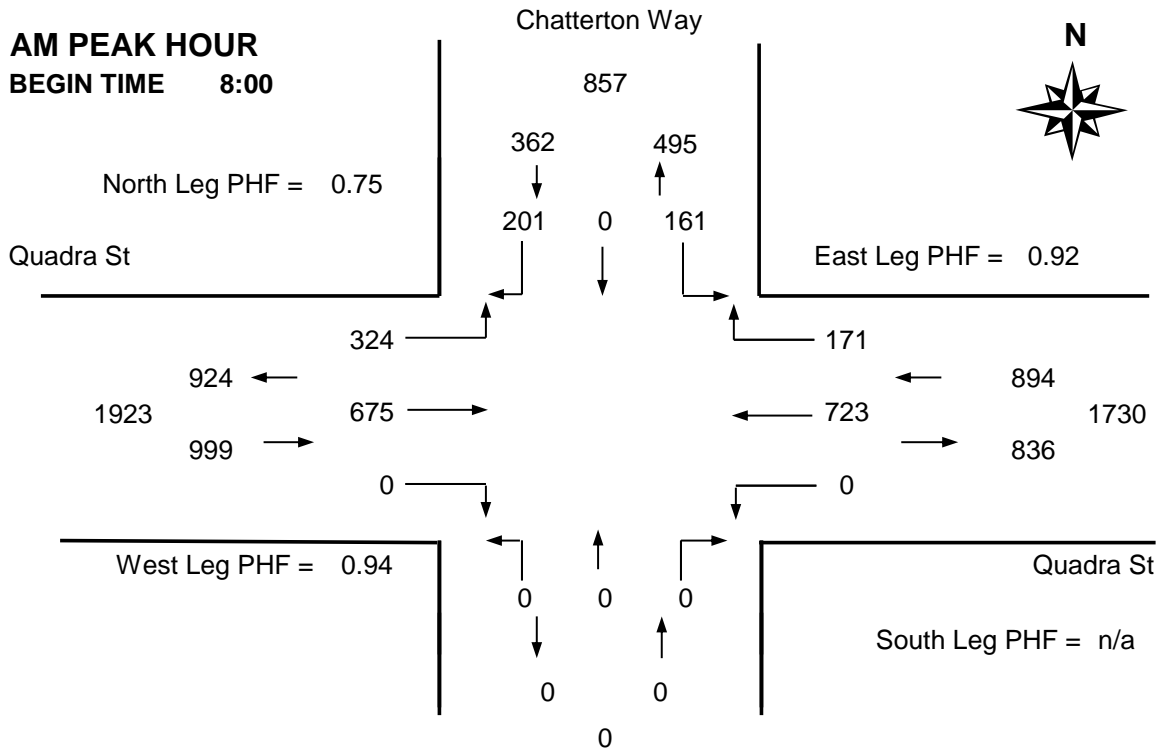 Chatterton Way
AM PEAK HOUR
N
BEGIN TIME 8:00
857
362 495
North Leg PHF = 0.75
201 0 161
Quadra St
East Leg PHF = 0.92
324 171
924 894
1923 675 723 1730
999 836
0 0
West Leg PHF = 0.94
Quadra St
0 0 0
South Leg PHF = n/a
0 0
0